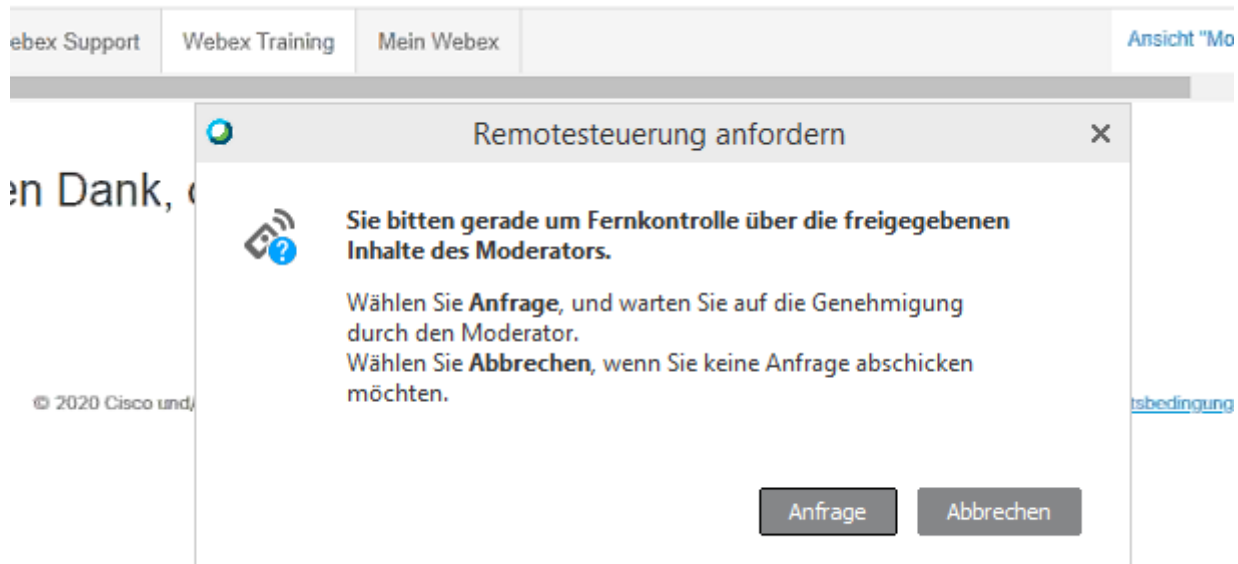 ebex Support Webex Training Mein Webex Ansicht "Mo
Remotesteuerung anfordern
en Dank,
Sie bitten gerade um Fernkontrolle über die freigegebenen
Inhalte des Moderators.
Wählen Sie Anfrage, und warten Sie auf die Genehmigung
durch den Moderator.
Wählen Sie Abbrechen, wenn Sie keine Anfrage abschicken
möchten.
© 2020 Cisco und/ tsbedingung
Anfrage Abbrechen